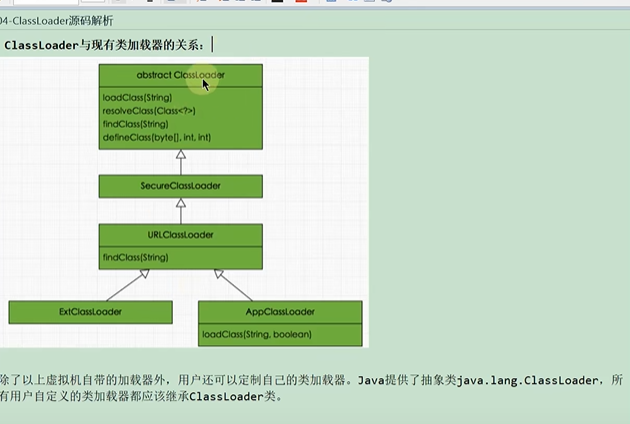 04-ClassLoader源码解析
ClassLoader与现有类加载器的关系：
abstract ClassLoader
loadClass(String)
resolveClass(Class<?>)
findClass(String)
defineClass(byte[], int, int)
SecureClassLoader
URLClassLoader
findClass(String)
ExtClassLoader
AppClassLoader
loadClass(String, boolean)
除了以上虚拟机自带的加载器外，用户还可以定制自己的类加载器。Java提供了抽象类java.lang.ClassLoader，所
有用户自定义的类加载器都应该继承ClassLoader类。